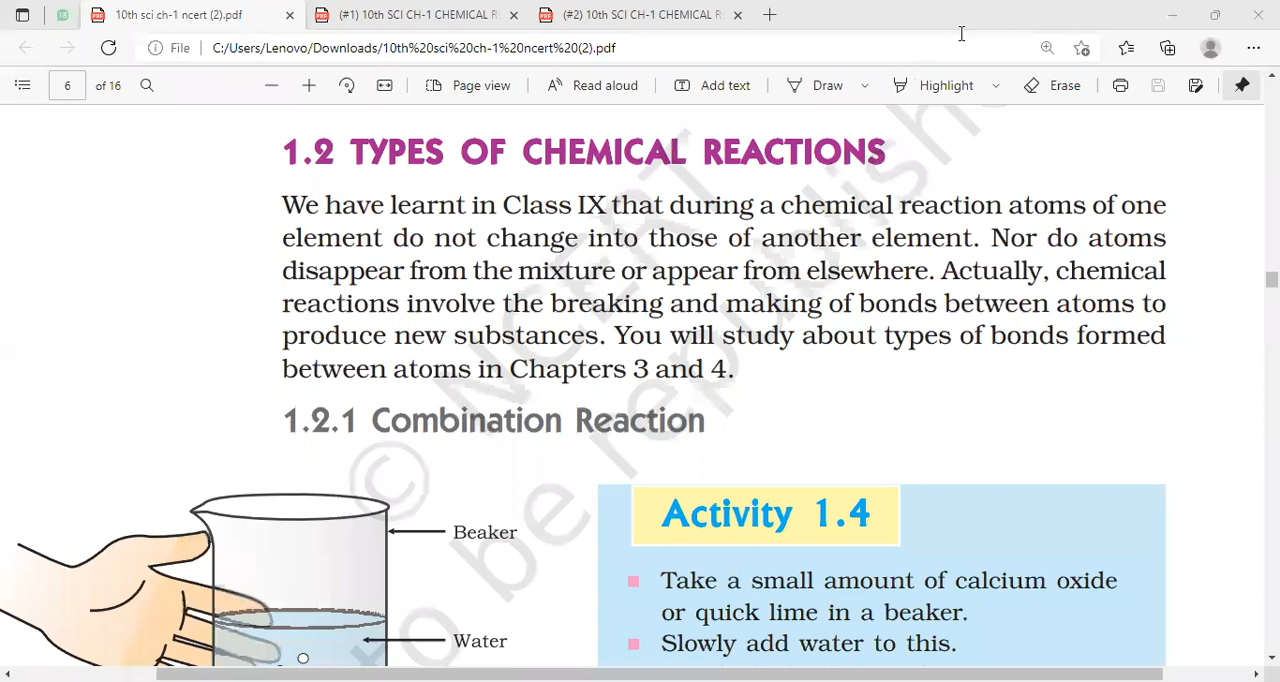 10th sci ch-1 ncert (2).pdf
(#1) 10th SCI CH-1 CHEMICAL R
(#2) 10th SCI CH-1 CHEMICAL R
File
C:/Users/Lenovo/Downloads/10th%20sci%20ch-1%20ncert%20(2).pdf
6 of 16
Page view
Read aloud
Add text
Draw
Highlight
Erase
1.2 TYPES OF CHEMICAL REACTIONS
We have learnt in Class IX that during a chemical reaction atoms of one
element do not change into those of another element. Nor do atoms
disappear from the mixture or appear from elsewhere. Actually, chemical
reactions involve the breaking and making of bonds between atoms to
produce new substances. You will study about types of bonds formed
between atoms in Chapters 3 and 4.
1.2.1 Combination Reaction
Beaker
Water
Activity 1.4
Take a small amount of calcium oxide
or quick lime in a beaker.
Slowly add water to this.
© NCERT
to be republishe